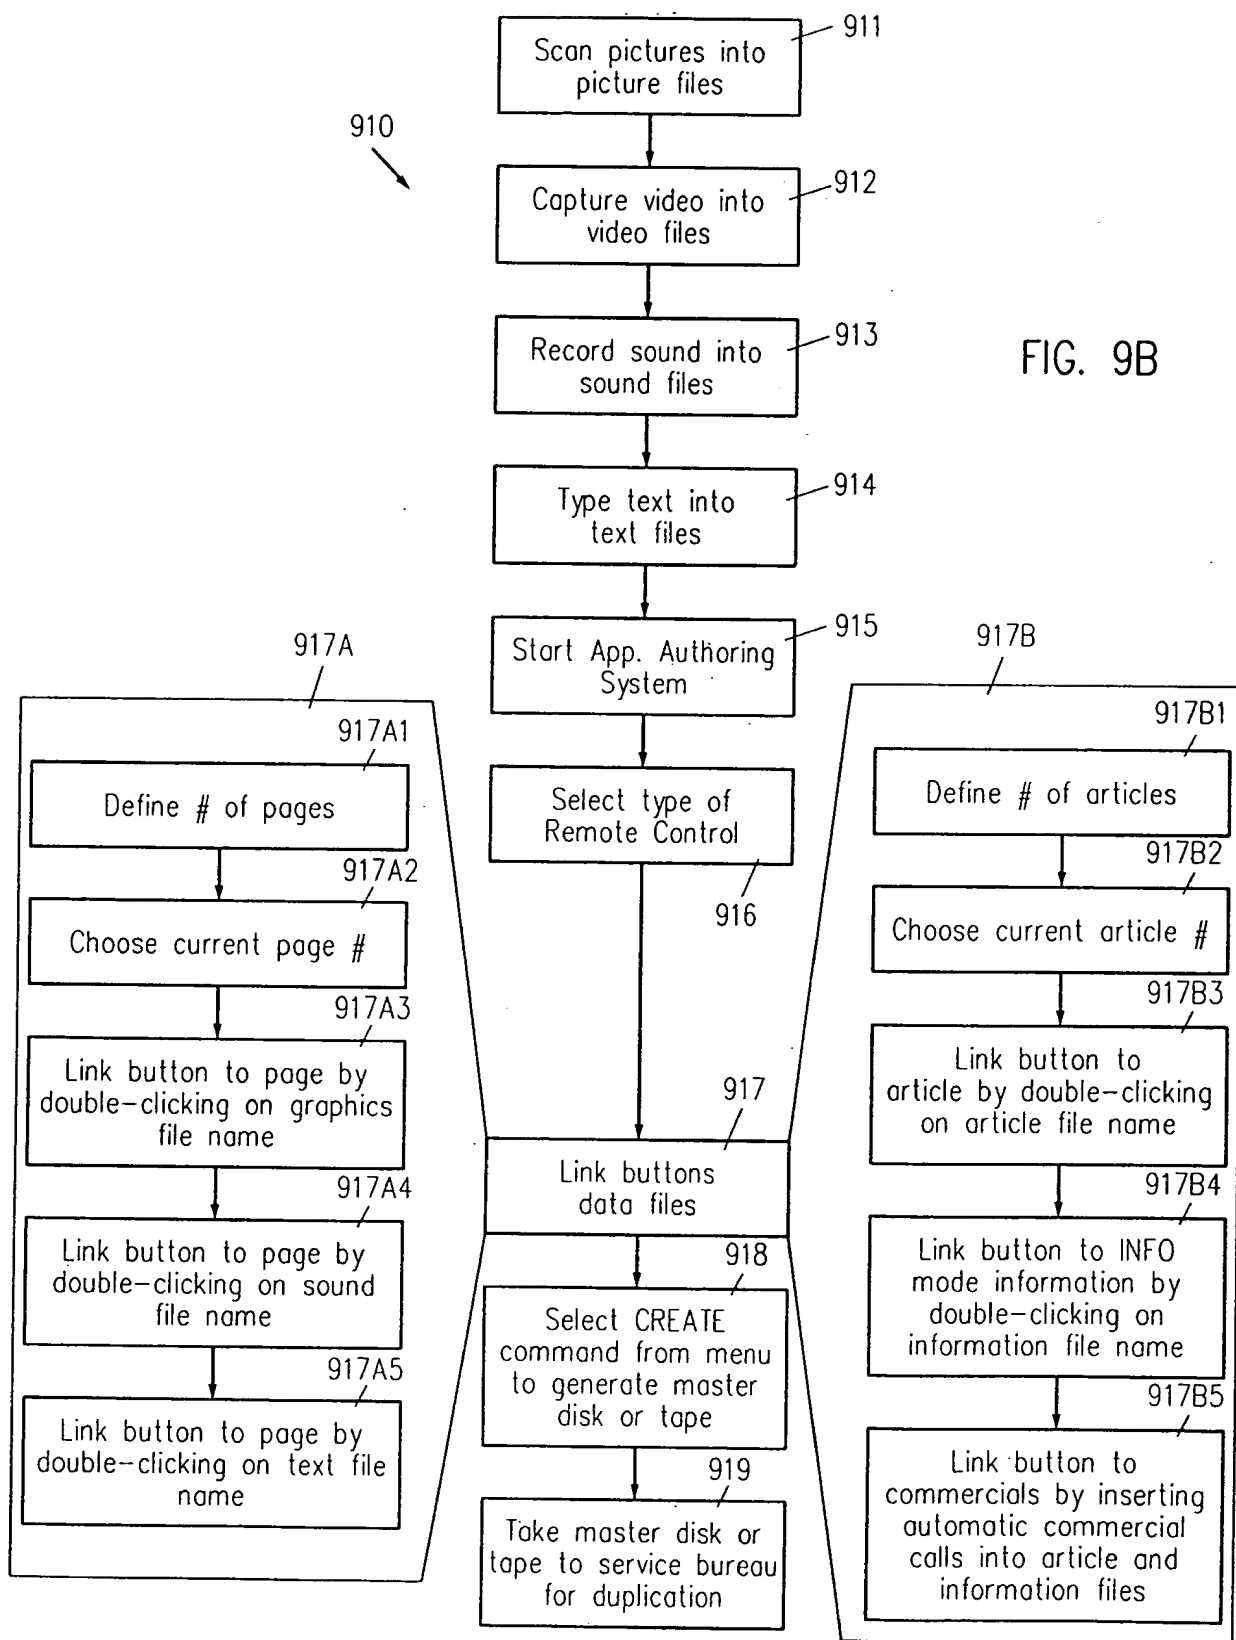 911
Scan pictures into
picture files
910
912
Capture video into
video files
913
Record sound into
sound files
FIG. 9B
914
Type text into
text files
915
Start App. Authoring
System
Select type of
Remote Control
916
917A
917A1
Define # of pages
917A2
Choose current page #
917A3
Link button to page by
double-clicking on graphics
file name
917A4
Link button to page by
double-clicking on sound
file name
917A5
Link button to page by
double-clicking on text file
name
917
Link buttons
data files
918
Select CREATE
command from menu
to generate master
disk or tape
919
Take master disk or
tape to service bureau
for duplication
917B
917B1
Define # of articles
917B2
Choose current article #
917B3
Link button to
article by double-clicking
on article file name
917B4
Link button to INFO
mode information by
double-clicking on
information file name
917B5
Link button to
commercials by inserting
automatic commercial
calls into article and
information files